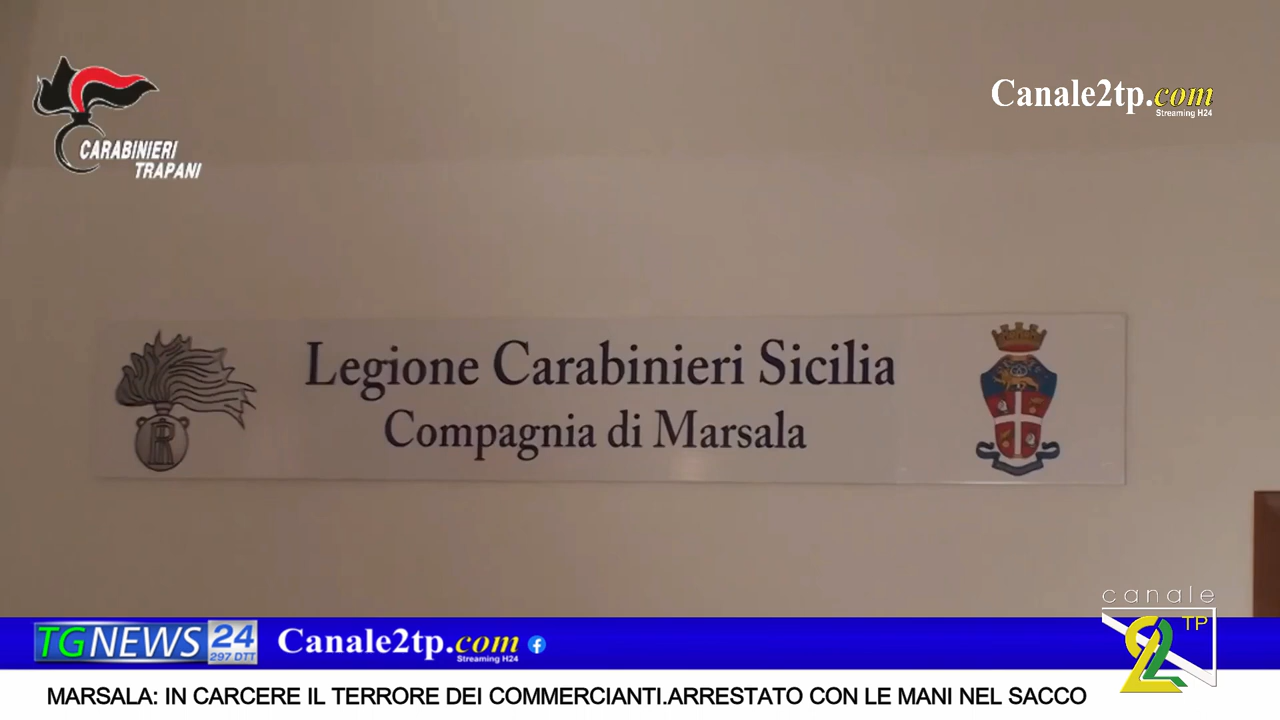 CARABINIERI
TRAPANI
Canale2tp.com
Streaming H24
Legione Carabinieri Sicilia
Compagnia di Marsala
R
canale
2 TP
TGNEWS 24
297 DTT
Canale2tp.com
Streaming H24
MARSALA: IN CARCERE IL TERRORE DEI COMMERCIANTI.ARRESTATO CON LE MANI NEL SACCO